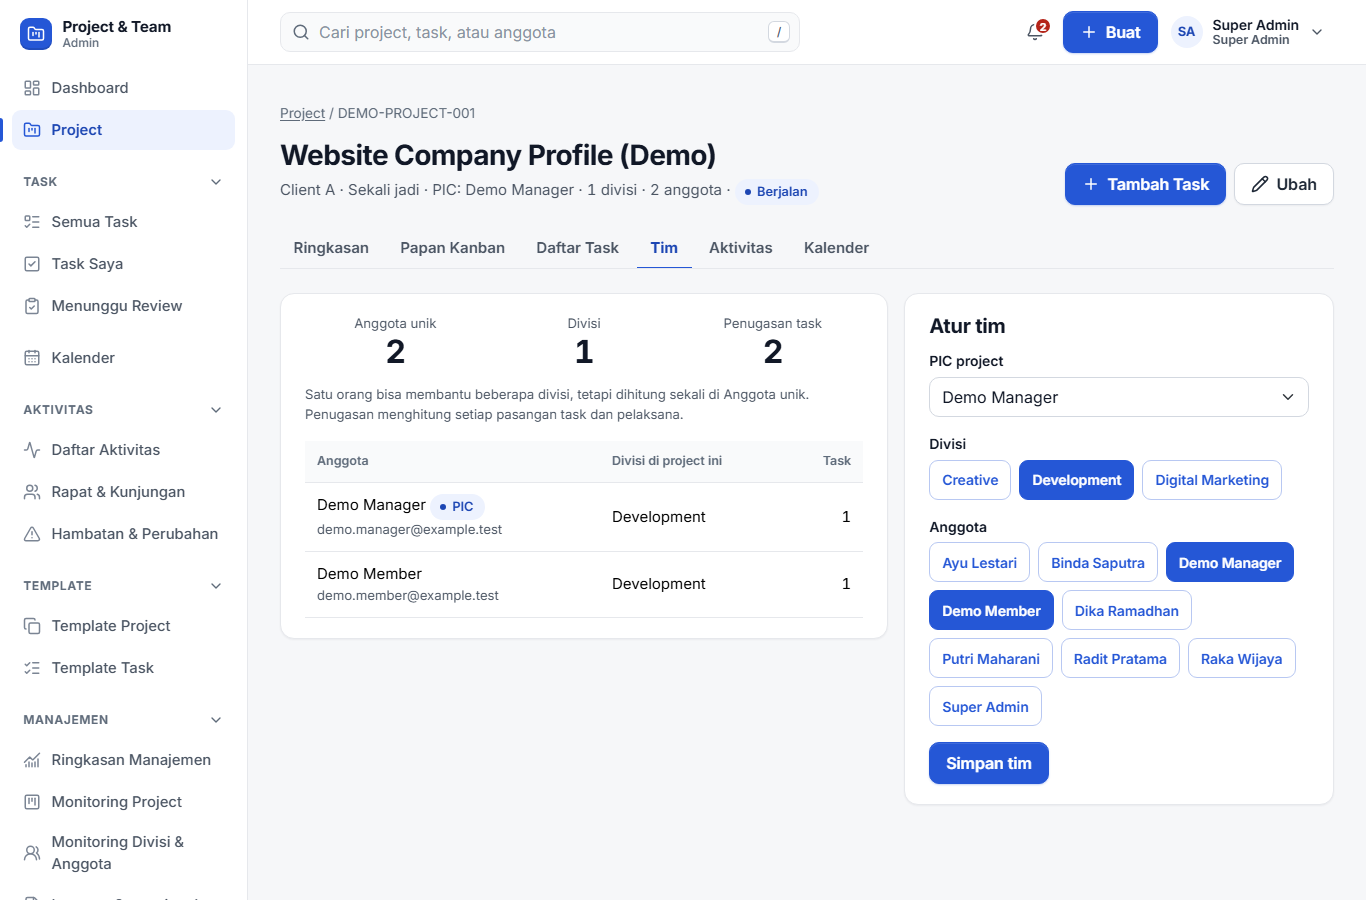 Project & Team
Admin
Dashboard
Project
TASK
Semua Task
Task Saya
Menunggu Review
Kalender
AKTIVITAS
Daftar Aktivitas
Rapat & Kunjungan
Hambatan & Perubahan
TEMPLATE
Template Project
Template Task
MANAJEMEN
Ringkasan Manajemen
Monitoring Project
Monitoring Divisi &
Anggota
Cari project, task, atau anggota
/
2
Buat
SA
Super Admin
Super Admin
Project / DEMO-PROJECT-001
Website Company Profile (Demo)
Client A · Sekali jadi · PIC: Demo Manager · 1 divisi · 2 anggota · Berjalan
Tambah Task
Ubah
Ringkasan Papan Kanban Daftar Task Tim Aktivitas Kalender
Anggota unik Divisi Penugasan task
2 1 2
Satu orang bisa membantu beberapa divisi, tetapi dihitung sekali di Anggota unik.
Penugasan menghitung setiap pasangan task dan pelaksana.
Anggota Divisi di project ini Task
Demo Manager PIC
demo.manager@example.test
Development 1
Demo Member
demo.member@example.test
Development 1
Atur tim
PIC project
Demo Manager
Divisi
Creative Development Digital Marketing
Anggota
Ayu Lestari Binda Saputra Demo Manager
Demo Member Dika Ramadhan
Putri Maharani Radit Pratama Raka Wijaya
Super Admin
Simpan tim